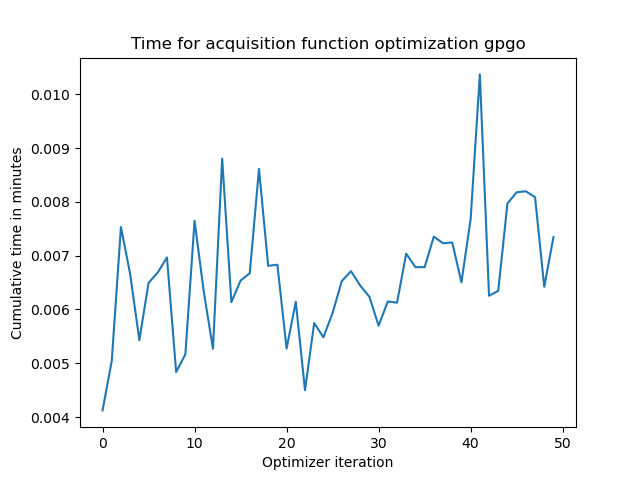 Time for acquisition function optimization gpgo
0.010
0.009
0.008
0.007
0.006
0.005
0.004
Cumulative time in minutes
0 10 20 30 40 50
Optimizer iteration